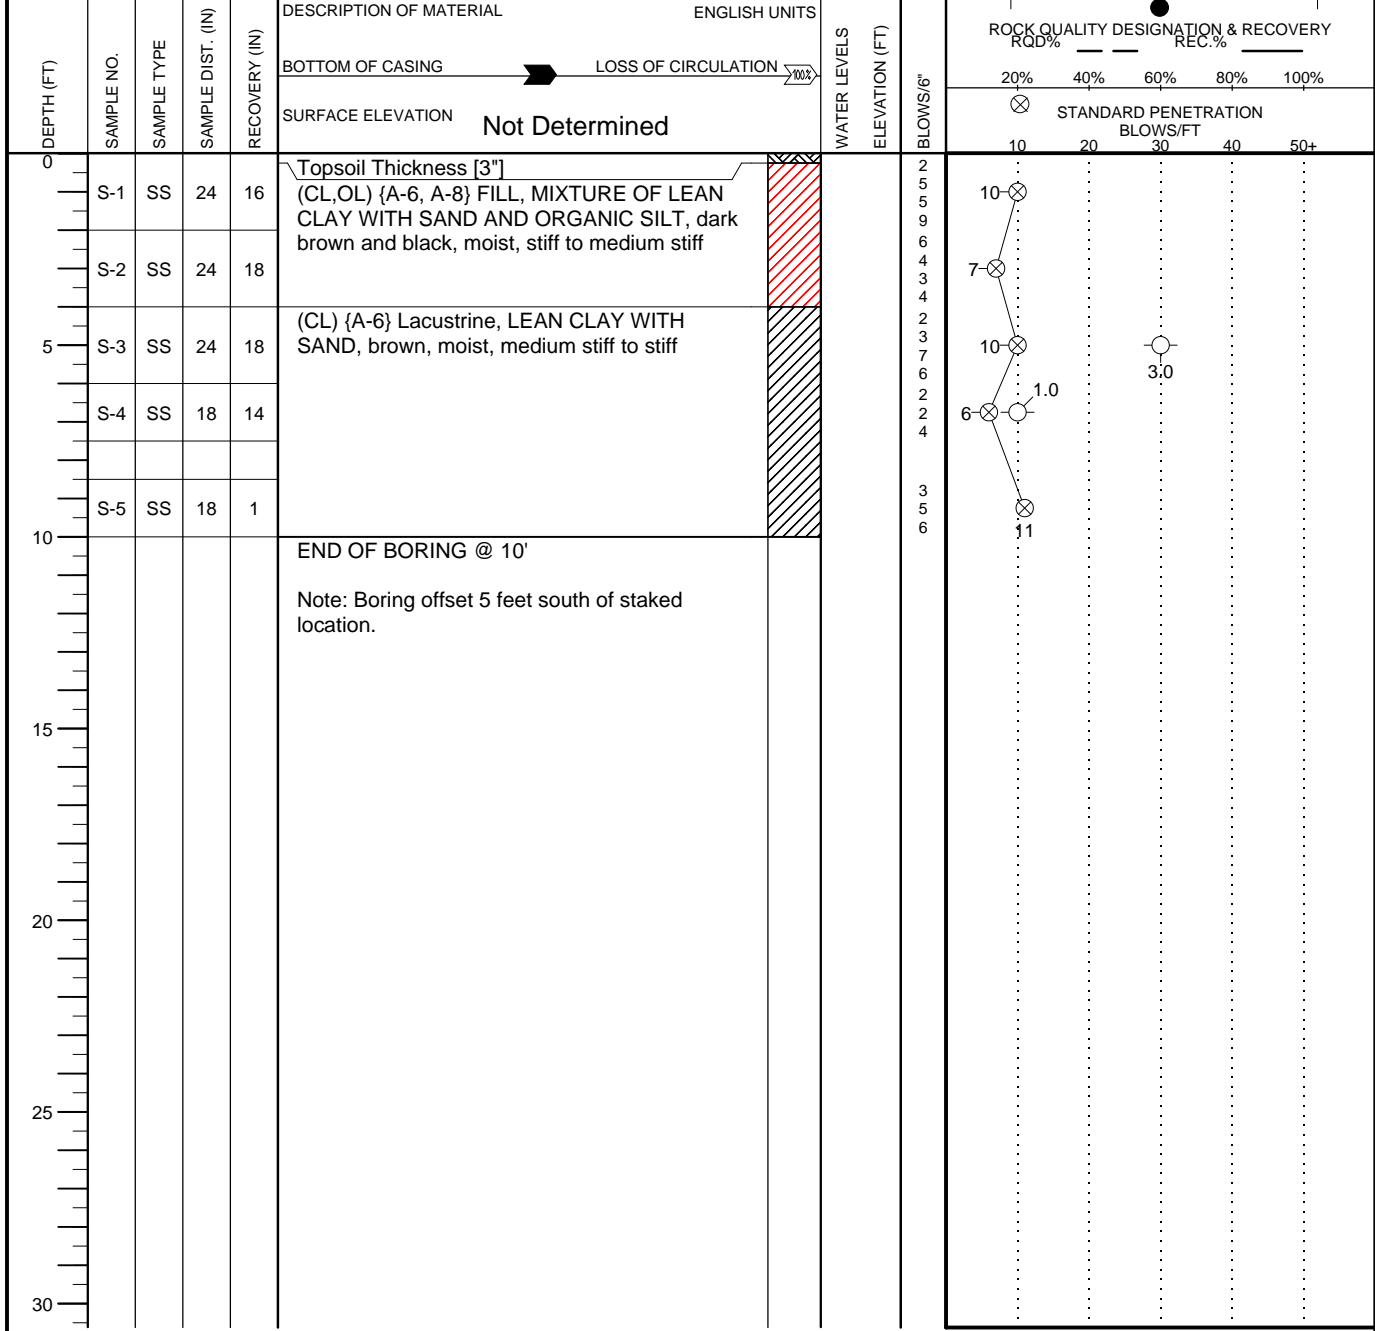 DESCRIPTION OF MATERIAL ENGLISH UNITS
BOTTOM OF CASING LOSS OF CIRCULATION 100%
SURFACE ELEVATION Not Determined
DEPTH (FT)
SAMPLE NO.
SAMPLE TYPE
SAMPLE DIST. (IN)
RECOVERY (IN)
WATER LEVELS
ELEVATION (FT)
BLOWS/6"
ROCK QUALITY DESIGNATION & RECOVERY
RQD% REC.%
20% 40% 60% 80% 100%
STANDARD PENETRATION
BLOWS/FT
10 20 30 40 50+
0
Topsoil Thickness [3"]
S-1 SS 24 16
(CL,OL) {A-6, A-8} FILL, MIXTURE OF LEAN
CLAY WITH SAND AND ORGANIC SILT, dark
brown and black, moist, stiff to medium stiff
2
5
5
9
10
S-2 SS 24 18
6
4
3
4
7
(CL) {A-6} Lacustrine, LEAN CLAY WITH
SAND, brown, moist, medium stiff to stiff
5
S-3 SS 24 18
2
3
7
6
10
3.0
S-4 SS 18 14
2
2
4
6
1.0
S-5 SS 18 1
3
5
6
11
10
END OF BORING @ 10'
Note: Boring offset 5 feet south of staked
location.
15
20
25
30